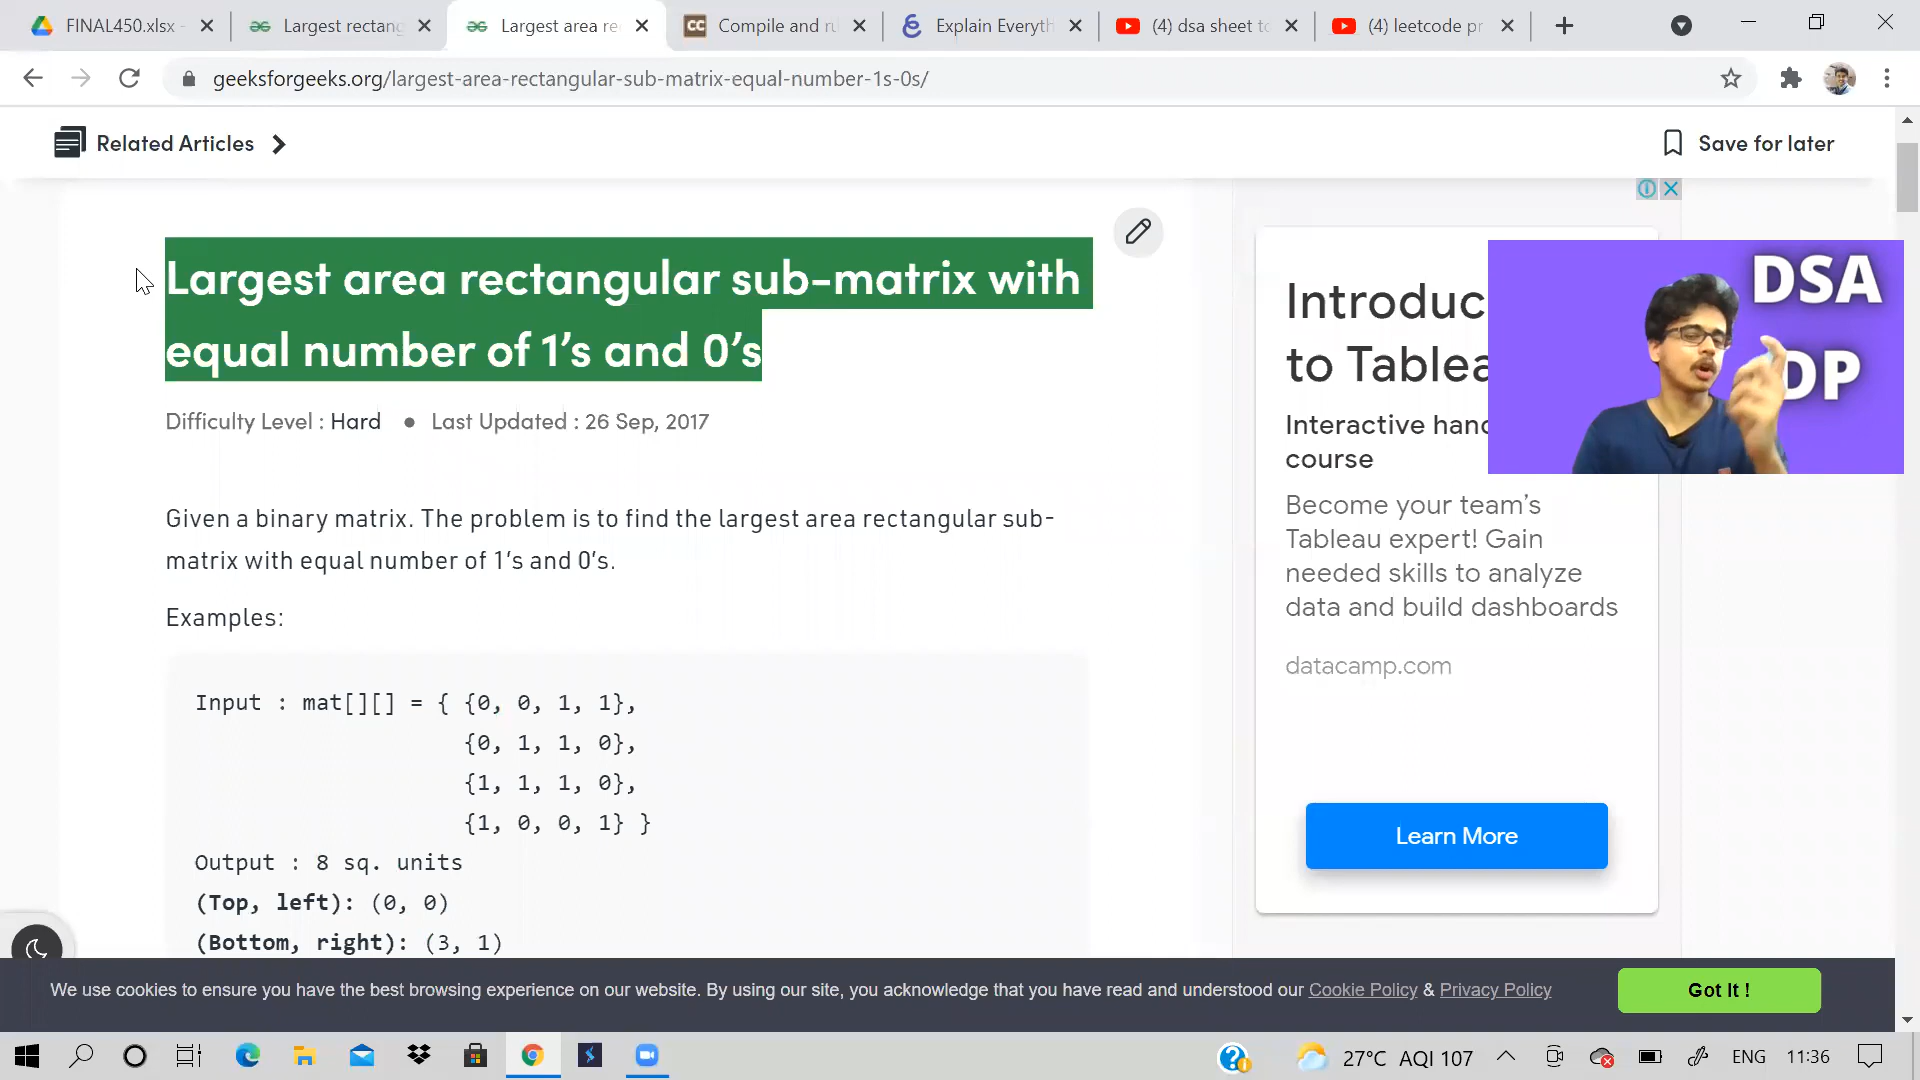 FINAL450.xlsx -
Largest rectang
Largest area re
Compile and ru
Explain Everyth
(4) dsa sheet to
(4) leetcode pr
geeksforgeeks.org/largest-area-rectangular-sub-matrix-equal-number-1s-0s/
Related Articles
Save for later
Largest area rectangular sub-matrix with
equal number of 1’s and 0’s
Difficulty Level : Hard ● Last Updated : 26 Sep, 2017
Given a binary matrix. The problem is to find the largest area rectangular sub-
matrix with equal number of 1’s and 0’s.
Examples:
Input : mat[][] = { {0, 0, 1, 1},
{0, 1, 1, 0},
{1, 1, 1, 0},
{1, 0, 0, 1} }
Output : 8 sq. units
(Top, left): (0, 0)
(Bottom, right): (3, 1)
Introduc
to Tablea
Interactive hand
course
Become your team’s
Tableau expert! Gain
needed skills to analyze
data and build dashboards
datacamp.com
Learn More
DSA
DP
We use cookies to ensure you have the best browsing experience on our website. By using our site, you acknowledge that you have read and understood our Cookie Policy & Privacy Policy
Got It !
27°C AQI 107
ENG
11:36